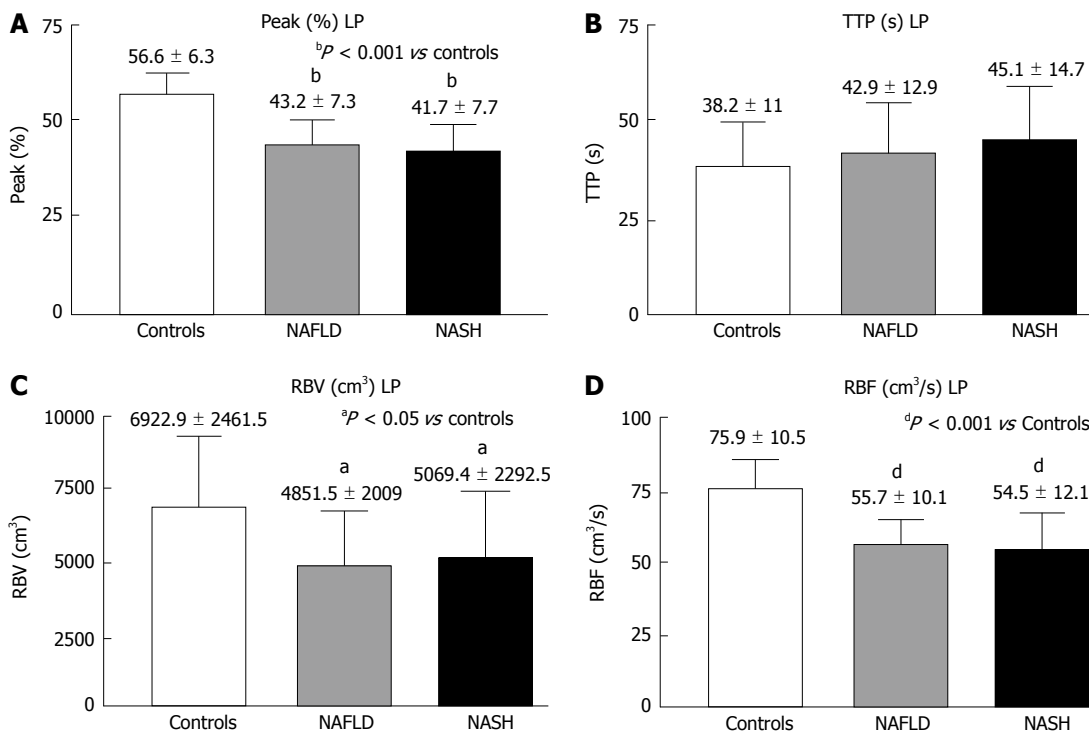 A
Peak (%) LP
ᵇP < 0.001 vs controls
75
50
25
0
Peak (%)
56.6 ± 6.3
b
43.2 ± 7.3
b
41.7 ± 7.7
Controls
NAFLD
NASH
B
TTP (s) LP
75
50
25
0
TTP (s)
38.2 ± 11
42.9 ± 12.9
45.1 ± 14.7
Controls
NAFLD
NASH
C
RBV (cm³) LP
ᵃP < 0.05 vs controls
10000
7500
5000
2500
0
RBV (cm³)
6922.9 ± 2461.5
a
4851.5 ± 2009
a
5069.4 ± 2292.5
Controls
NAFLD
NASH
D
RBF (cm³/s) LP
ᵈP < 0.001 vs Controls
100
75
50
25
0
RBF (cm³/s)
75.9 ± 10.5
d
55.7 ± 10.1
d
54.5 ± 12.1
Controls
NAFLD
NASH